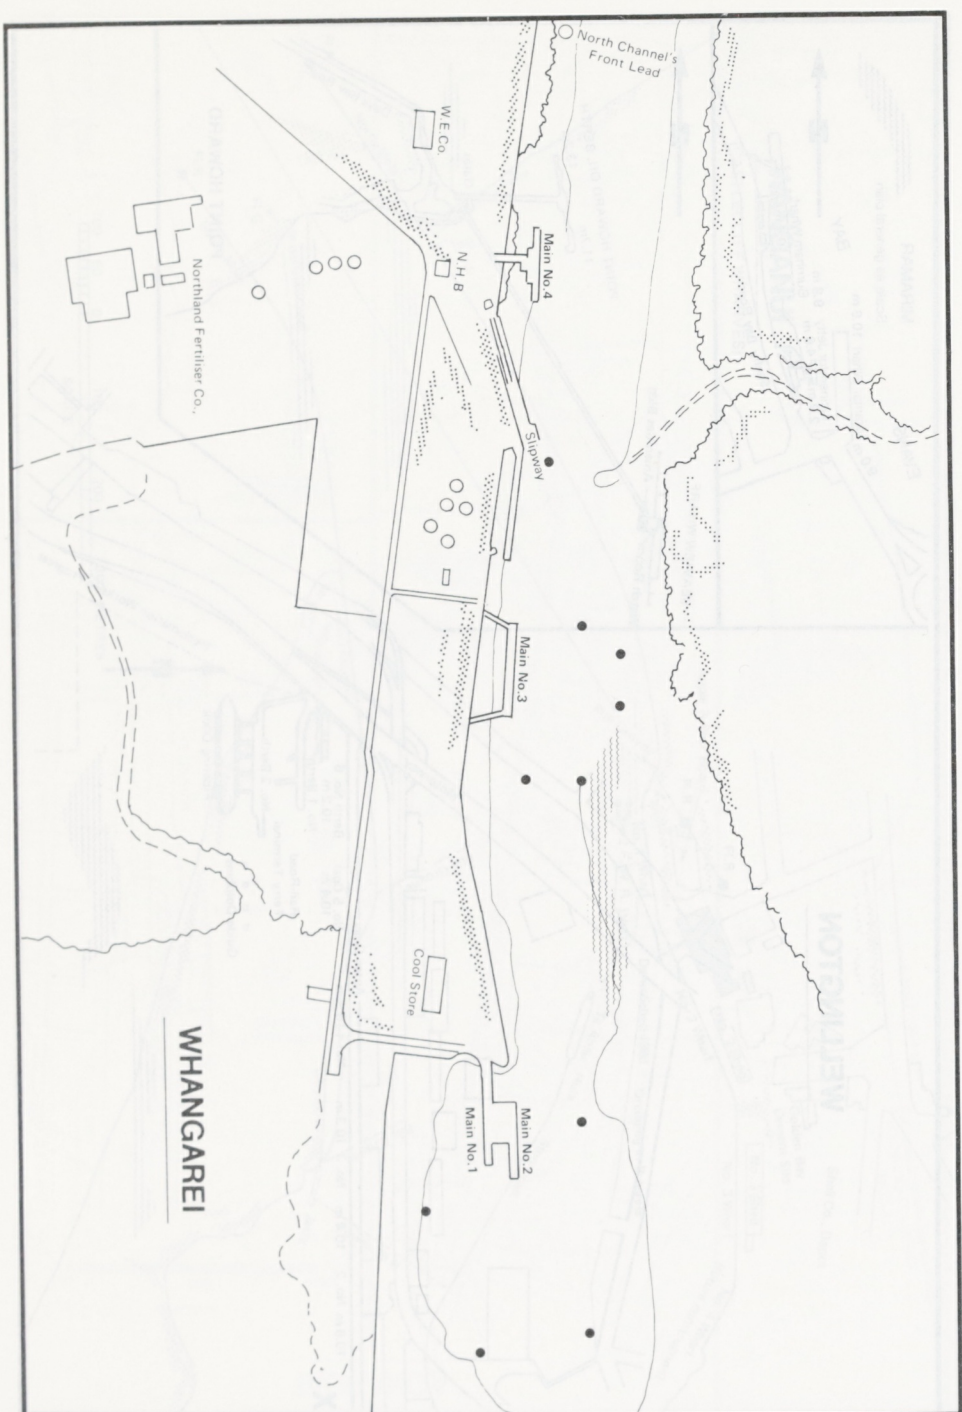 North Channel's
Front Lead
W.E.Co.
Main No.4
N.H.B
Northland Fertiliser Co.,
Slipway
Main No.3
Cool Store
Main No.2
Main No.1
WHANGAREI
WELLINGTON